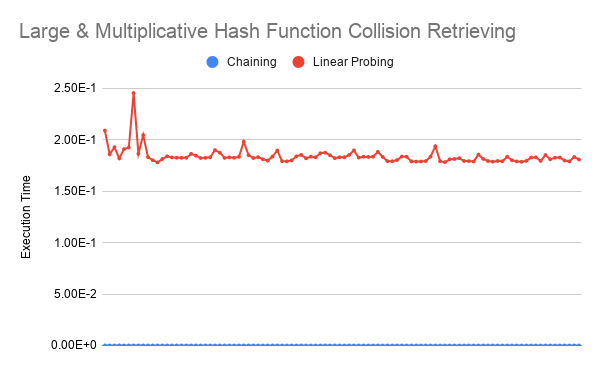 Large & Multiplicative Hash Function Collision Retrieving
Chaining
Linear Probing
2.50E-1
2.00E-1
1.50E-1
1.00E-1
5.00E-2
0.00E+0
Execution Time